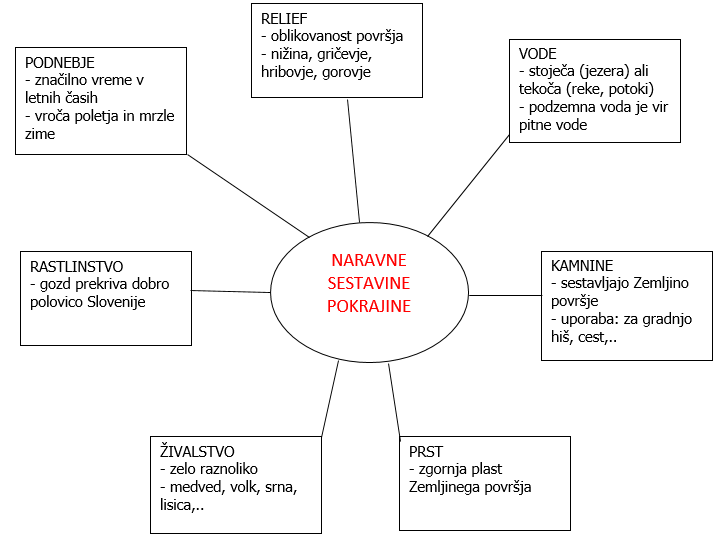 RELIEF
- oblikovanost površja
- nižina, gričevje,
hribovje, gorovje
PODNEBJE
- značilno vreme v
letnih časih
- vroča poletja in mrzle
zime
VODE
- stoječa (jezera) ali
tekoča (reke, potoki)
- podzemna voda je vir
pitne vode
NARAVNE
SESTAVINE
POKRAJINE
RASTLINSTVO
- gozd prekriva dobro
polovico Slovenije
KAMNINE
- sestavljajo Zemljino
površje
- uporaba: za gradnjo
hiš, cest,..
ŽIVALSTVO
- zelo raznoliko
- medved, volk, srna,
lisica,..
PRST
- zgornja plast
Zemljinega površja